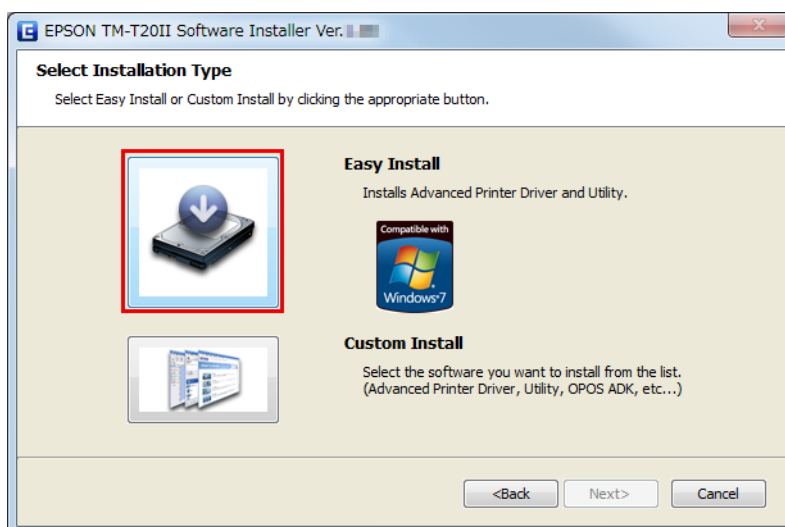 EPSON TM-T20II Software Installer Ver.
Select Installation Type
Select Easy Install or Custom Install by clicking the appropriate button.
Easy Install
Installs Advanced Printer Driver and Utility.
Compatible with
Windows 7
Custom Install
Select the software you want to install from the list.
(Advanced Printer Driver, Utility, OPOS ADK, etc...)
<Back
Next>
Cancel